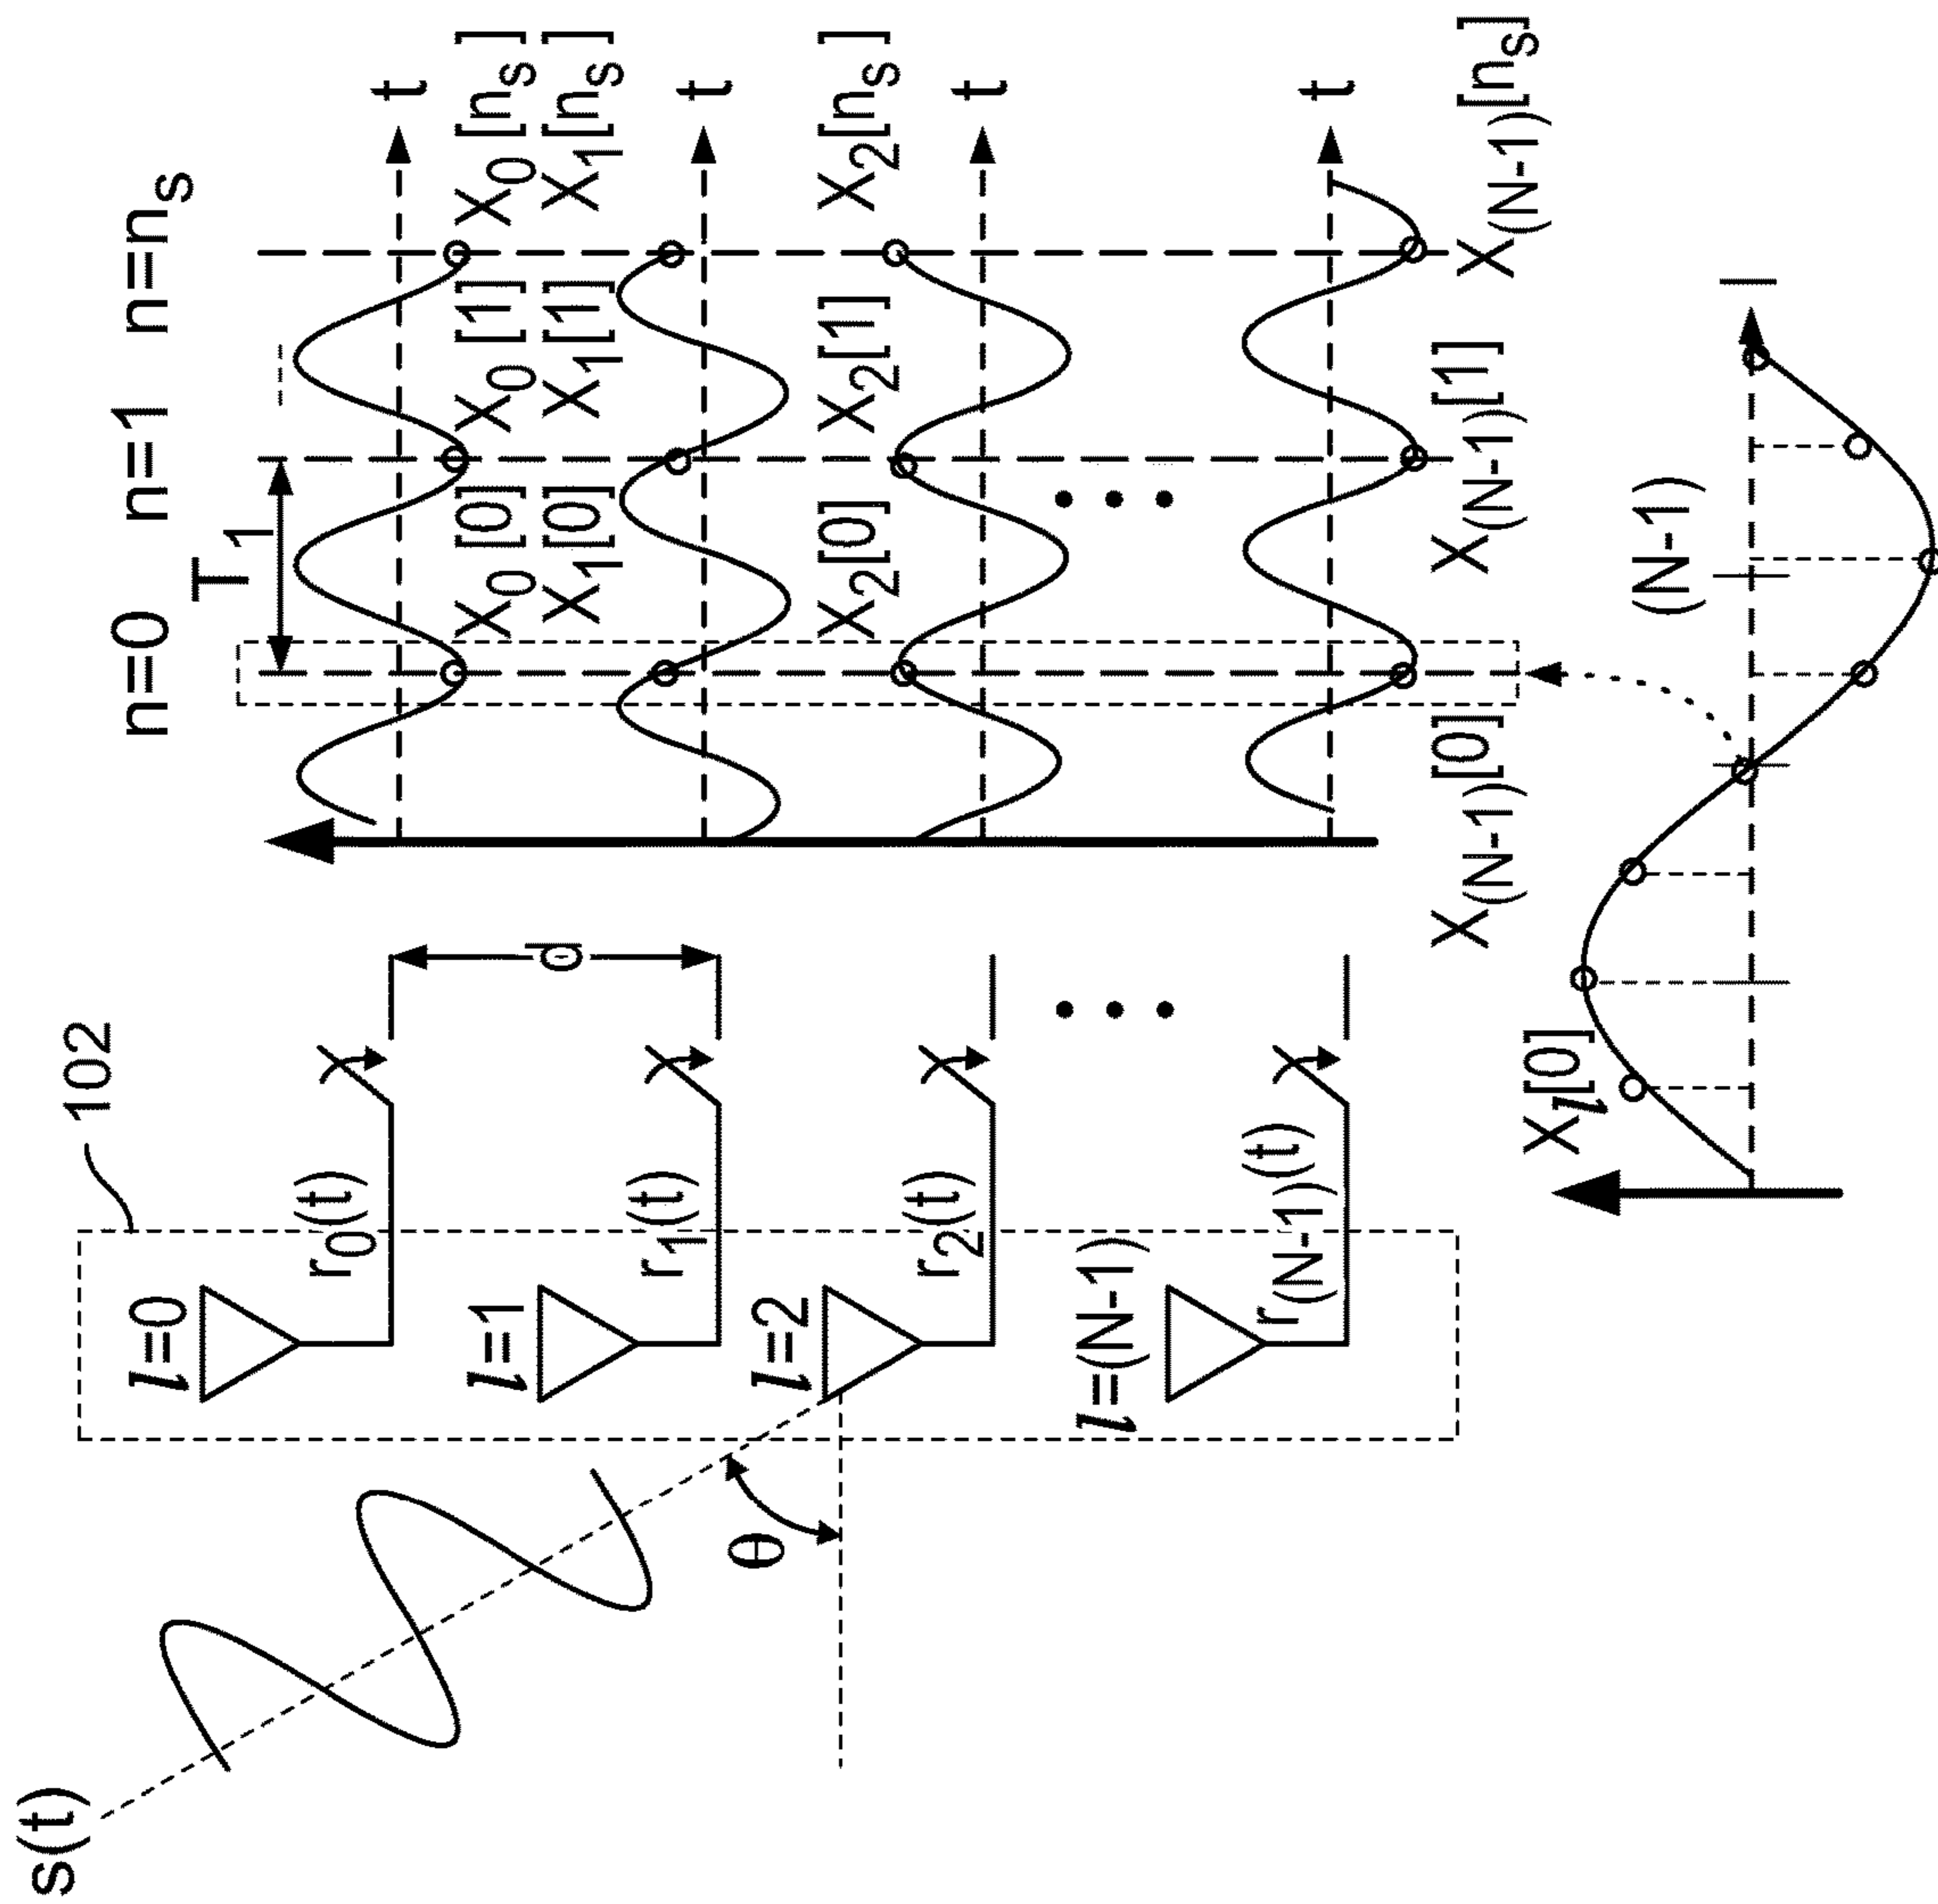 s(t)
θ
102
l=0
r0(t)
l=1
r1(t)
l=2
r2(t)
l=(N-1)
r(N-1)(t)
d
n=0 n=1 n=ns
T1
t
X0[0] X0[1] X0[ns]
X1[0] X1[1] X1[ns]
t
X2[0] X2[1] X2[ns]
t
t
X(N-1)[0] X(N-1)[1] X(N-1)[ns]
Xl[0]
(N-1)
l